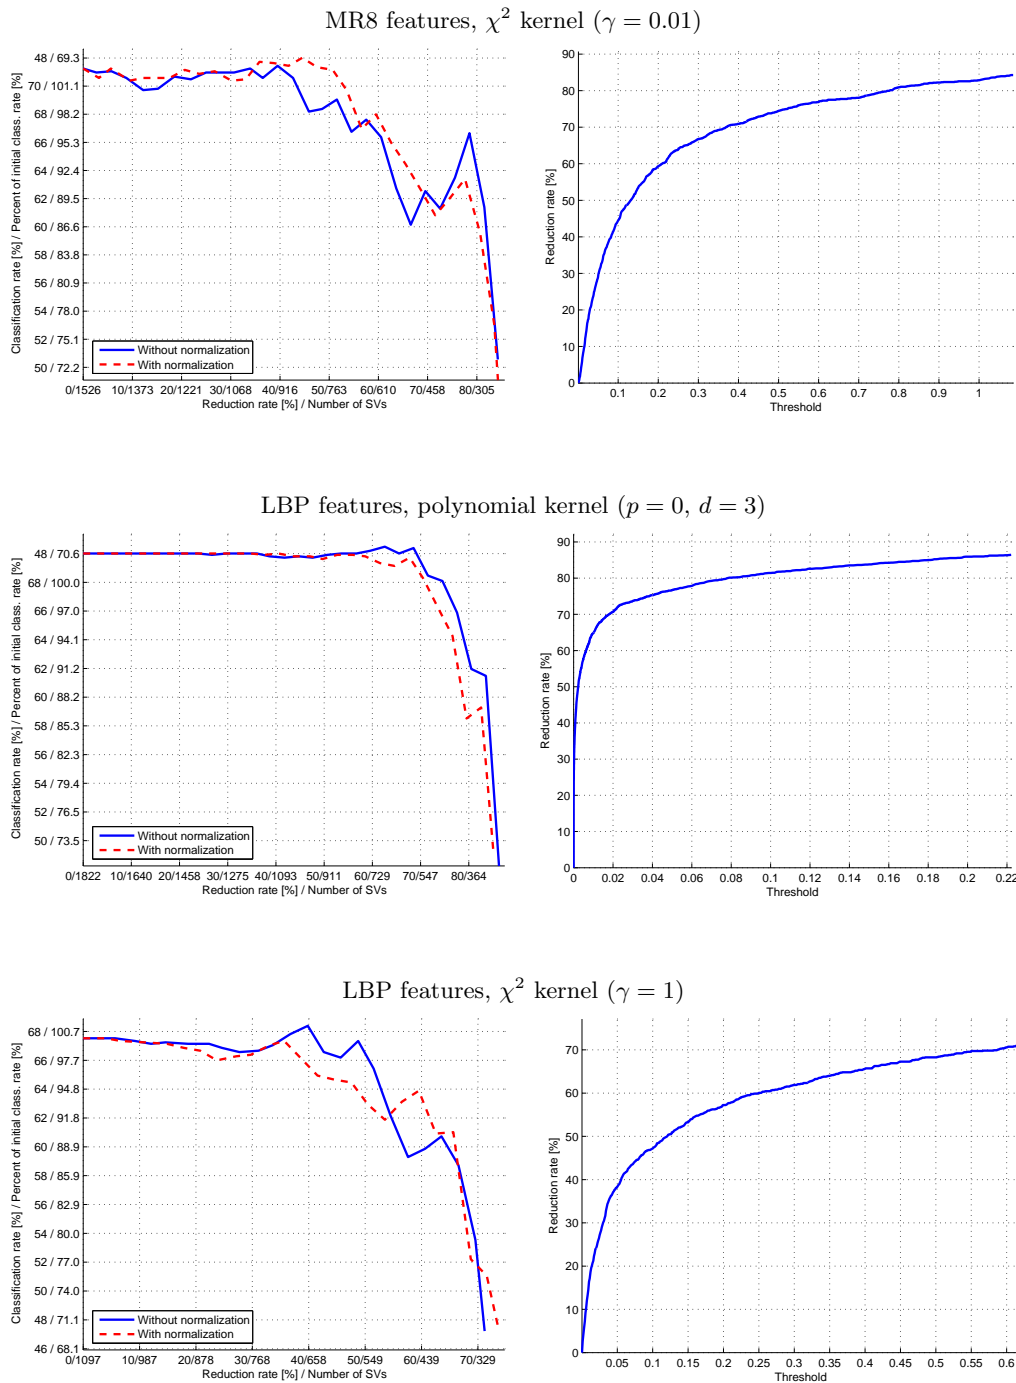 MR8 features, χ² kernel (γ = 0.01)
Classification rate [%] / Percent of initial class. rate [%]
48 / 69.3
70 / 101.1
68 / 98.2
66 / 95.3
64 / 92.4
62 / 89.5
60 / 86.6
58 / 83.8
56 / 80.9
54 / 78.0
52 / 75.1
50 / 72.2
Without normalization
With normalization
0/1526 10/1373 20/1221 30/1068 40/916 50/763 60/610 70/458 80/305
Reduction rate [%] / Number of SVs
Reduction rate [%]
90
80
70
60
50
40
30
20
10
0
0.1 0.2 0.3 0.4 0.5 0.6 0.7 0.8 0.9 1
Threshold
LBP features, polynomial kernel (p = 0, d = 3)
Classification rate [%] / Percent of initial class. rate [%]
48 / 70.6
68 / 100.0
66 / 97.0
64 / 94.1
62 / 91.2
60 / 88.2
58 / 85.3
56 / 82.3
54 / 79.4
52 / 76.5
50 / 73.5
Without normalization
With normalization
0/1822 10/1640 20/1458 30/1275 40/1093 50/911 60/729 70/547 80/364
Reduction rate [%] / Number of SVs
Reduction rate [%]
90
80
70
60
50
40
30
20
10
0
0 0.02 0.04 0.06 0.08 0.1 0.12 0.14 0.16 0.18 0.2 0.22
Threshold
LBP features, χ² kernel (γ = 1)
Classification rate [%] / Percent of initial class. rate [%]
68 / 100.7
66 / 97.7
64 / 94.8
62 / 91.8
60 / 88.9
58 / 85.9
56 / 82.9
54 / 80.0
52 / 77.0
50 / 74.0
48 / 71.1
46 / 68.1
Without normalization
With normalization
0/1097 10/987 20/878 30/768 40/658 50/549 60/439 70/329
Reduction rate [%] / Number of SVs
Reduction rate [%]
70
60
50
40
30
20
10
0
0.05 0.1 0.15 0.2 0.25 0.3 0.35 0.4 0.45 0.5 0.55 0.6
Threshold